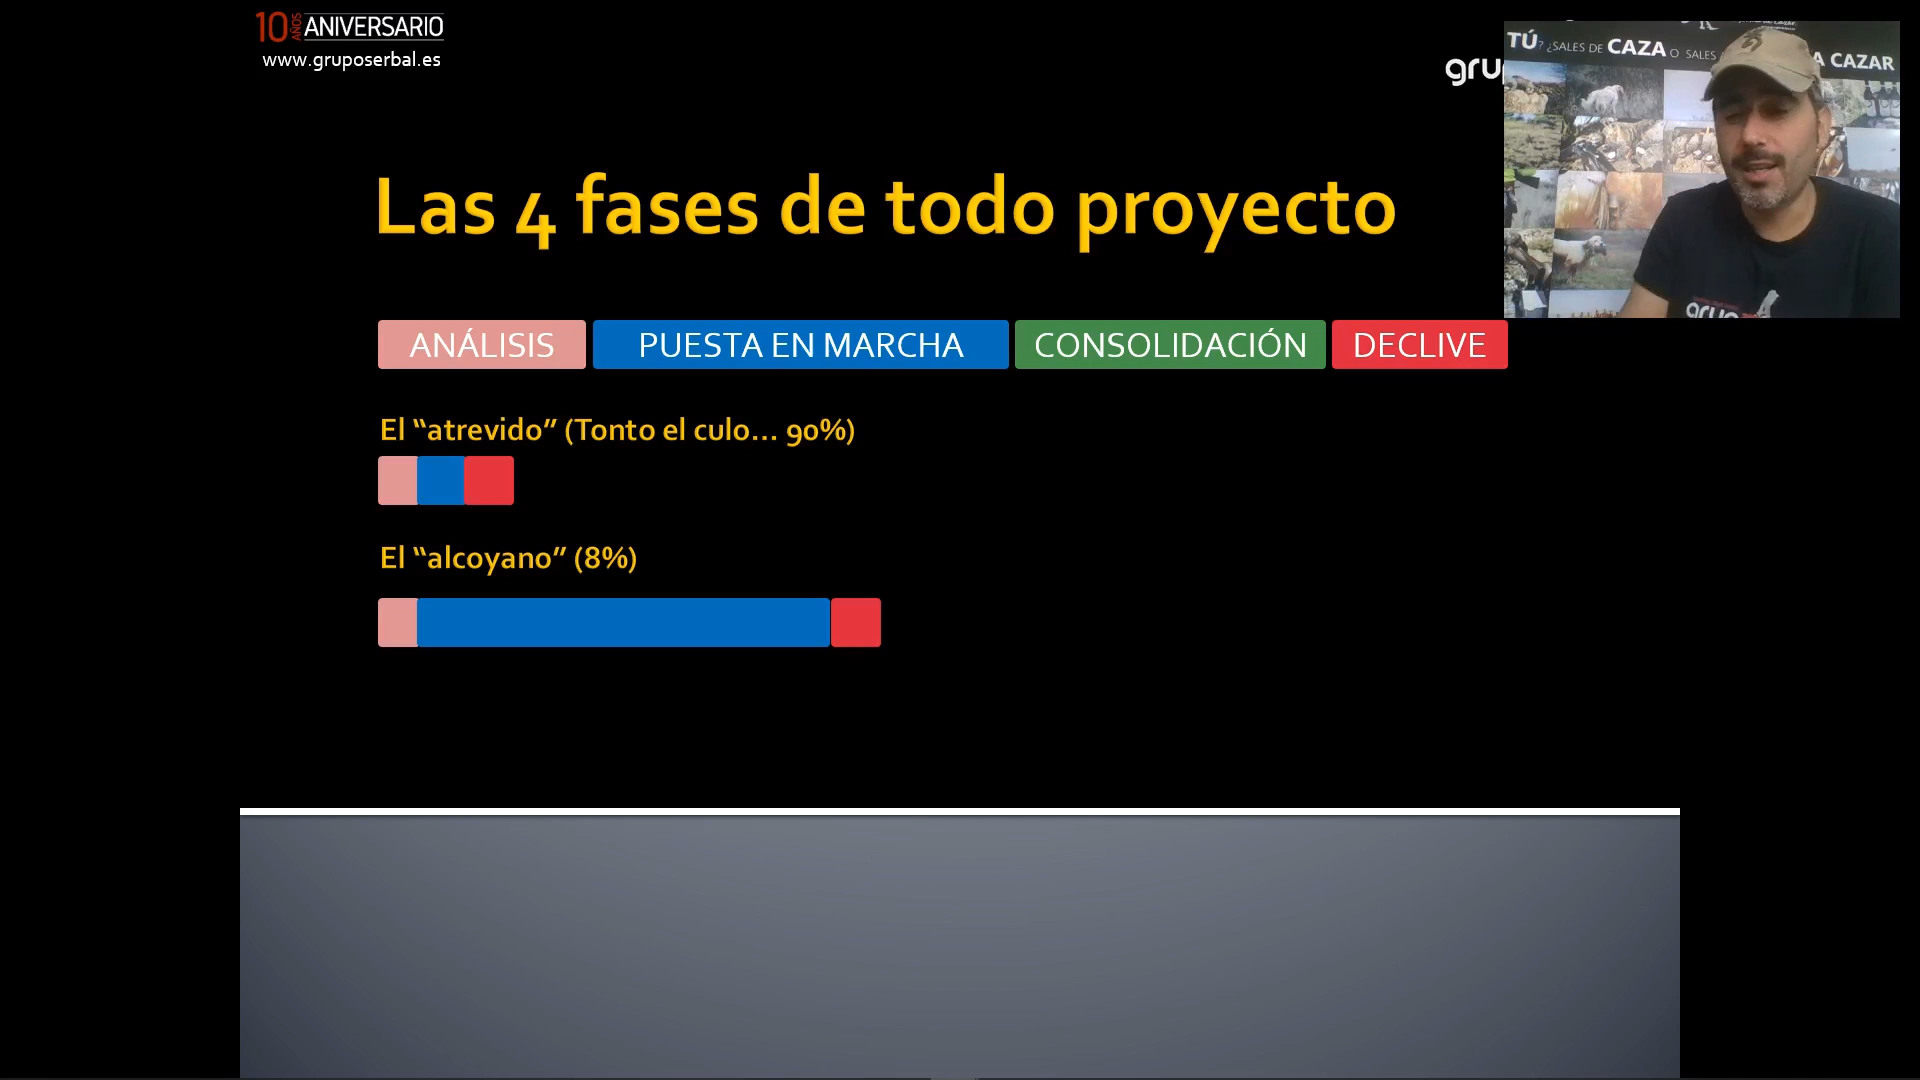 10 AÑOS ANIVERSARIO
www.gruposerbal.es
TÚ? ¿SALES DE CAZA O SALES A CAZAR
Las 4 fases de todo proyecto
ANÁLISIS PUESTA EN MARCHA CONSOLIDACIÓN DECLIVE
El “atrevido” (Tonto el culo... 90%)
El “alcoyano” (8%)